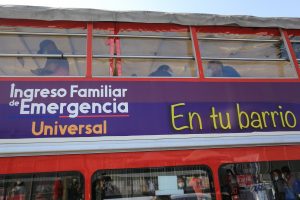 Ingreso Familiar
de Emergencia
Universal
En tu barrio